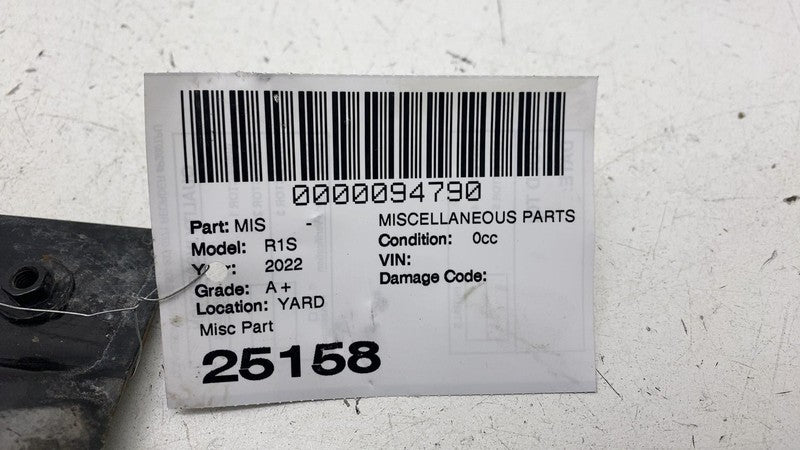 0000094790
Part: MIS - MISCELLANEOUS PARTS
Model: R1S Condition: 0cc
Year: 2022 VIN:
Grade: A+ Damage Code:
Location: YARD
Misc Part
25158